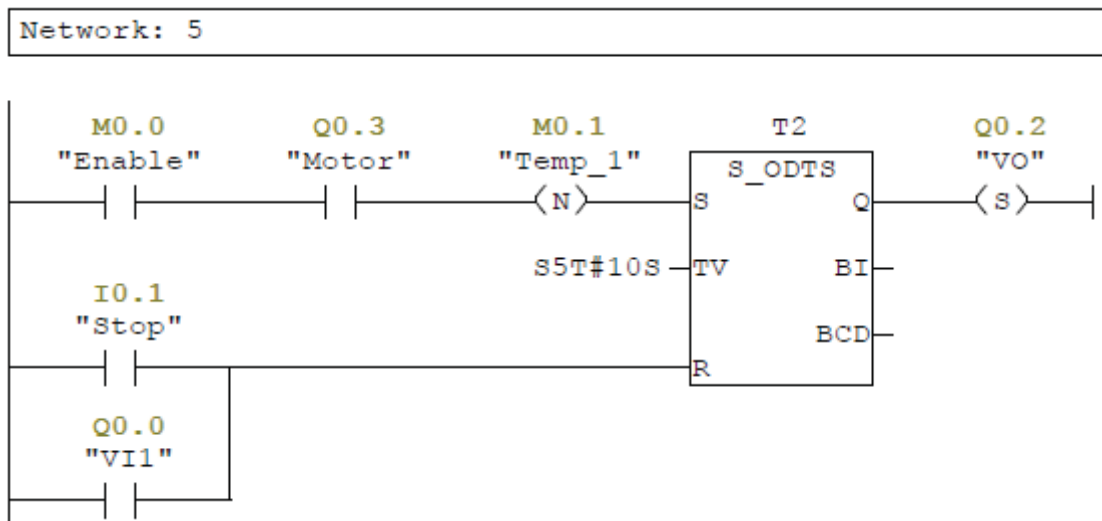 Network: 5
M0.0 Q0.3 M0.1 T2 Q0.2
"Enable" "Motor" "Temp_1" S_ODTS "VO"
N S Q S
S5T#10S TV BI
I0.1
"Stop" BCD
R
Q0.0
"VI1"